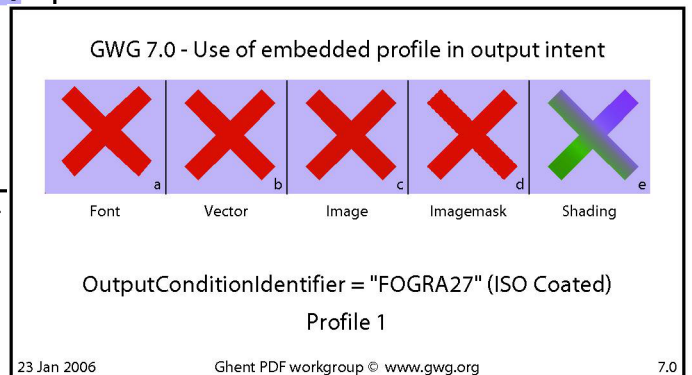 GWG 7.0 - Use of embedded profile in output intent
a b c d e
Font Vector Image Imagemask Shading
OutputConditionIdentifier = "FOGRA27" (ISO Coated)
Profile 1
23 Jan 2006 Ghent PDF workgroup © www.gwg.org 7.0